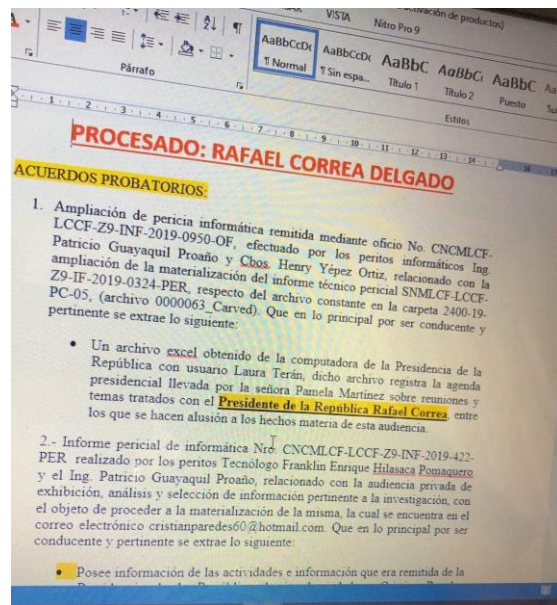 VISTA
Nitro Pro 9
ivación de productos)
AaBbCcDc
AaBbCcDc
AaBbC
AaBbCi
AaBbC
¶ Normal
¶ Sin espa...
Título 1
Título 2
Puesto
Párrafo
Estilos
PROCESADO: RAFAEL CORREA DELGADO
ACUERDOS PROBATORIOS:
1. Ampliación de pericia informática remitida mediante oficio No. CNCMLCF-
LCCF-Z9-INF-2019-0950-OF, efectuado por los peritos informáticos Ing.
Patricio Guayaquil Proaño y Cbos. Henry Yépez Ortiz, relacionado con la
ampliación de la materialización del informe técnico pericial SNMLCF-LCCF-
Z9-IF-2019-0324-PER, respecto del archivo constante en la carpeta 2400-19-
PC-05, (archivo 0000063_Carved). Que en lo principal por ser conducente y
pertinente se extrae lo siguiente:
• Un archivo excel obtenido de la computadora de la Presidencia de la
República con usuario Laura Terán, dicho archivo registra la agenda
presidencial llevada por la señora Pamela Martínez sobre reuniones y
temas tratados con el Presidente de la República Rafael Correa, entre
los que se hacen alusión a los hechos materia de esta audiencia.
2.- Informe pericial de informática Nro. CNCMLCF-LCCF-Z9-INF-2019-422-
PER realizado por los peritos Tecnólogo Franklin Enrique Hilasaca Pomaquero
y el Ing. Patricio Guayaquil Proaño, relacionado con la audiencia privada de
exhibición, análisis y selección de información pertinente a la investigación, con
el objeto de proceder a la materialización de la misma, la cual se encuentra en el
correo electrónico cristianparedes60@hotmail.com. Que en lo principal por ser
conducente y pertinente se extrae lo siguiente:
• Posee información de las actividades e información que era remitida de la